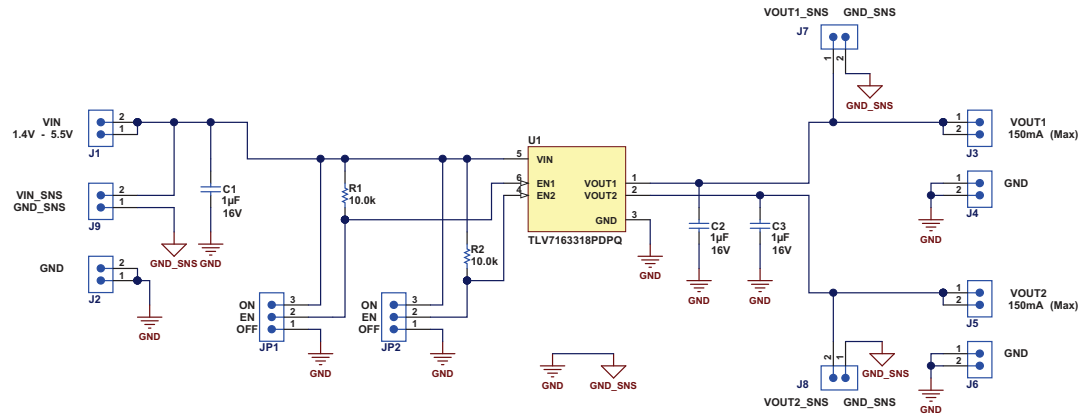 VOUT1_SNS GND_SNS
J7
1 2
GND_SNS
VIN
1.4V - 5.5V
2
1
J1
VIN_SNS
GND_SNS
2
1
J9
GND_SNS
GND
C1
1µF
16V
GND
2
1
J2
GND
R1
10.0k
R2
10.0k
ON
EN
OFF
3
2
1
JP1
GND
ON
EN
OFF
3
2
1
JP2
GND
U1
5 VIN
6 EN1
4 EN2
VOUT1 1
VOUT2 2
GND 3
TLV7163318PDPQ
GND
C2
1µF
16V
GND
C3
1µF
16V
GND
GND
GND_SNS
1
2
VOUT1
150mA (Max)
J3
1
2
GND
J4
GND
1
2
VOUT2
150mA (Max)
J5
1
2
GND
J6
GND
2 1
GND_SNS
J8
VOUT2_SNS GND_SNS